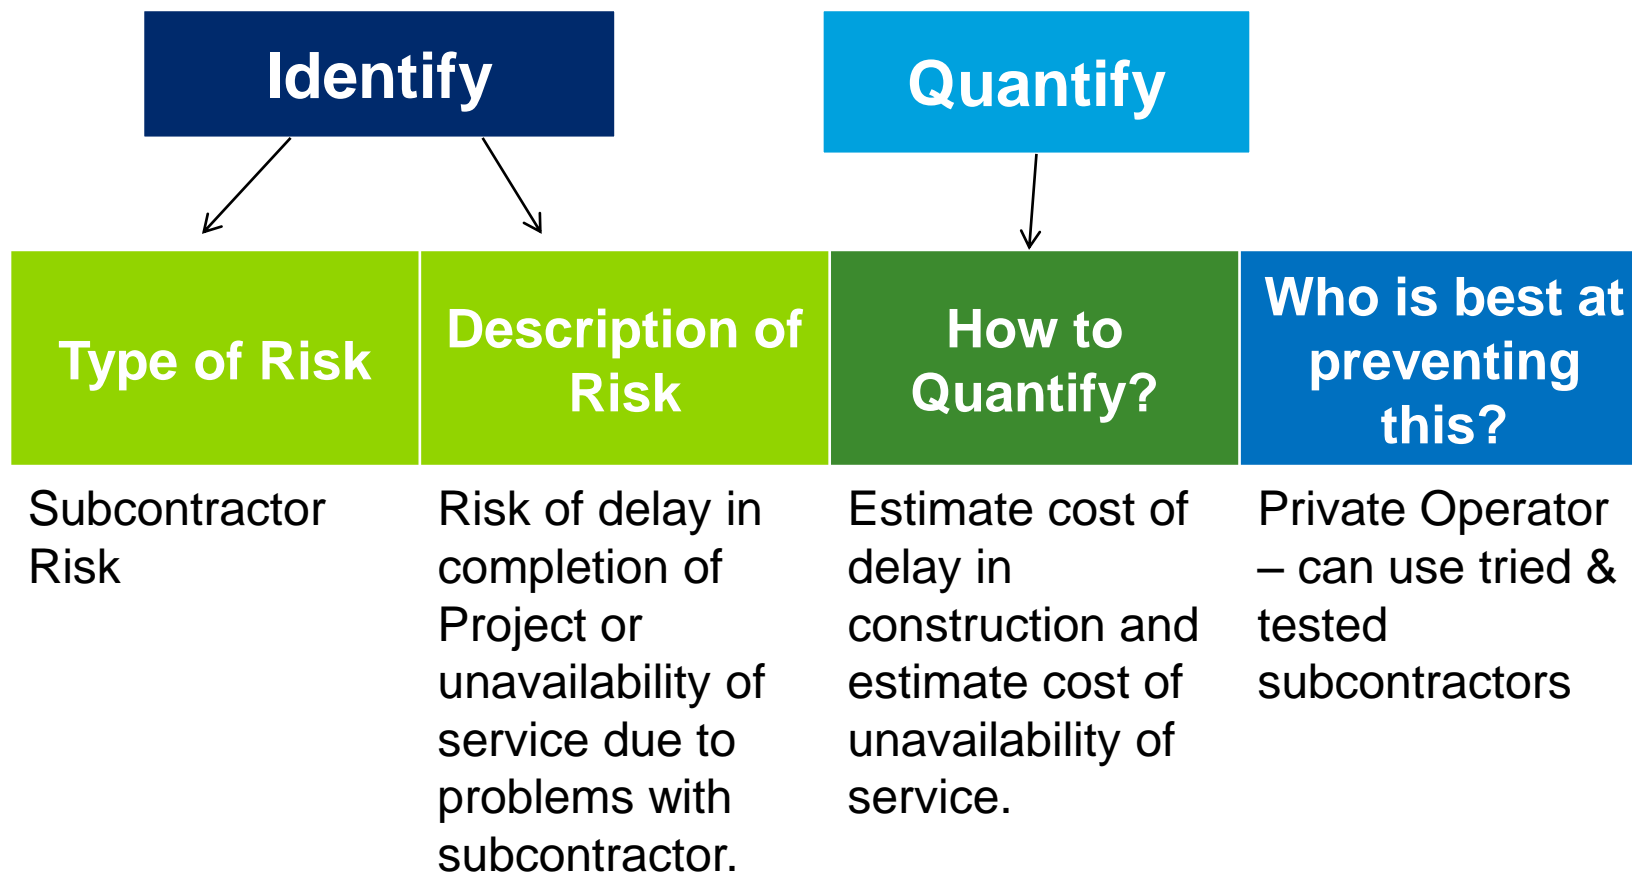 Identify
Quantify
Type of Risk
Description of
Risk
How to
Quantify?
Who is best at
preventing
this?
Subcontractor
Risk
Risk of delay in
completion of
Project or
unavailability of
service due to
problems with
subcontractor.
Estimate cost of
delay in
construction and
estimate cost of
unavailability of
service.
Private Operator
– can use tried &
tested
subcontractors